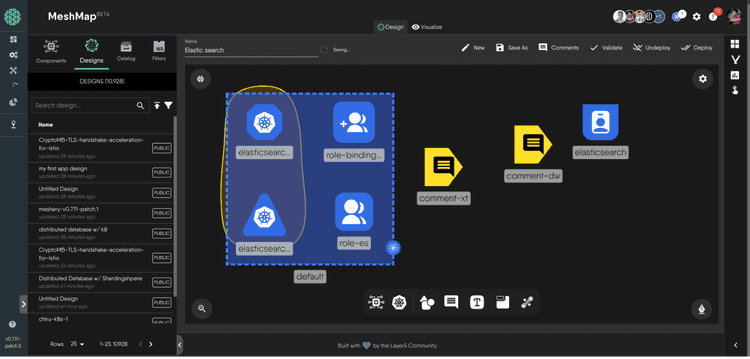 MeshMap BETA
Design
Visualize
+1
1
Components
Designs
Catalog
Filters
DESIGNS (10,928)
Search design...
Name
CryptoMB-TLS-handshake-acceleration-
for-Istio
updated 28 minutes ago
PUBLIC
my first app design
updated 28 minutes ago
PUBLIC
Untitled Design
updated 28 minutes ago
PUBLIC
meshery-v0.7.11-patch.1
updated 28 minutes ago
PUBLIC
distributed database w/ k8
updated 30 minutes ago
PUBLIC
CryptoMB-TLS-handshake-acceleration-
for-Istio
updated 34 minutes ago
PUBLIC
Distributed Database w/ Shardingshpere
updated 34 minutes ago
PUBLIC
Untitled Design
updated an hour ago
PUBLIC
chiru-k8s-1
PUBLIC
Rows 25 1-25 10928
v0.7.11-
patch.2
Name
Elastic search
Saving...
New
Save As
Comments
Validate
Undeploy
Deploy
elasticsearc...
role-binding...
elasticsearc...
role-es
default
comment-xt
comment-dw
elasticsearch
T
Built with by the Layer5 Community